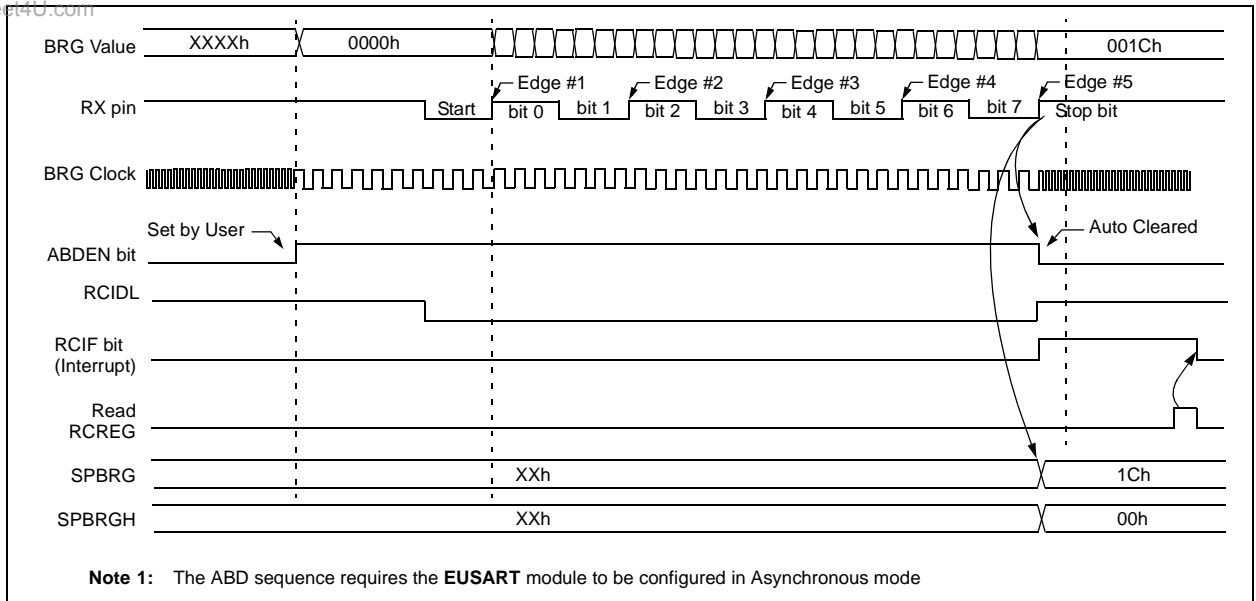 et4U.com
BRG Value XXXXh 0000h 001Ch
Edge #1 Edge #2 Edge #3 Edge #4 Edge #5
RX pin Start bit 0 bit 1 bit 2 bit 3 bit 4 bit 5 bit 6 bit 7 Stop bit
BRG Clock
Set by User Auto Cleared
ABDEN bit
RCIDL
RCIF bit
(Interrupt)
Read
RCREG
SPBRG XXh 1Ch
SPBRGH XXh 00h
Note 1: The ABD sequence requires the EUSART module to be configured in Asynchronous mode